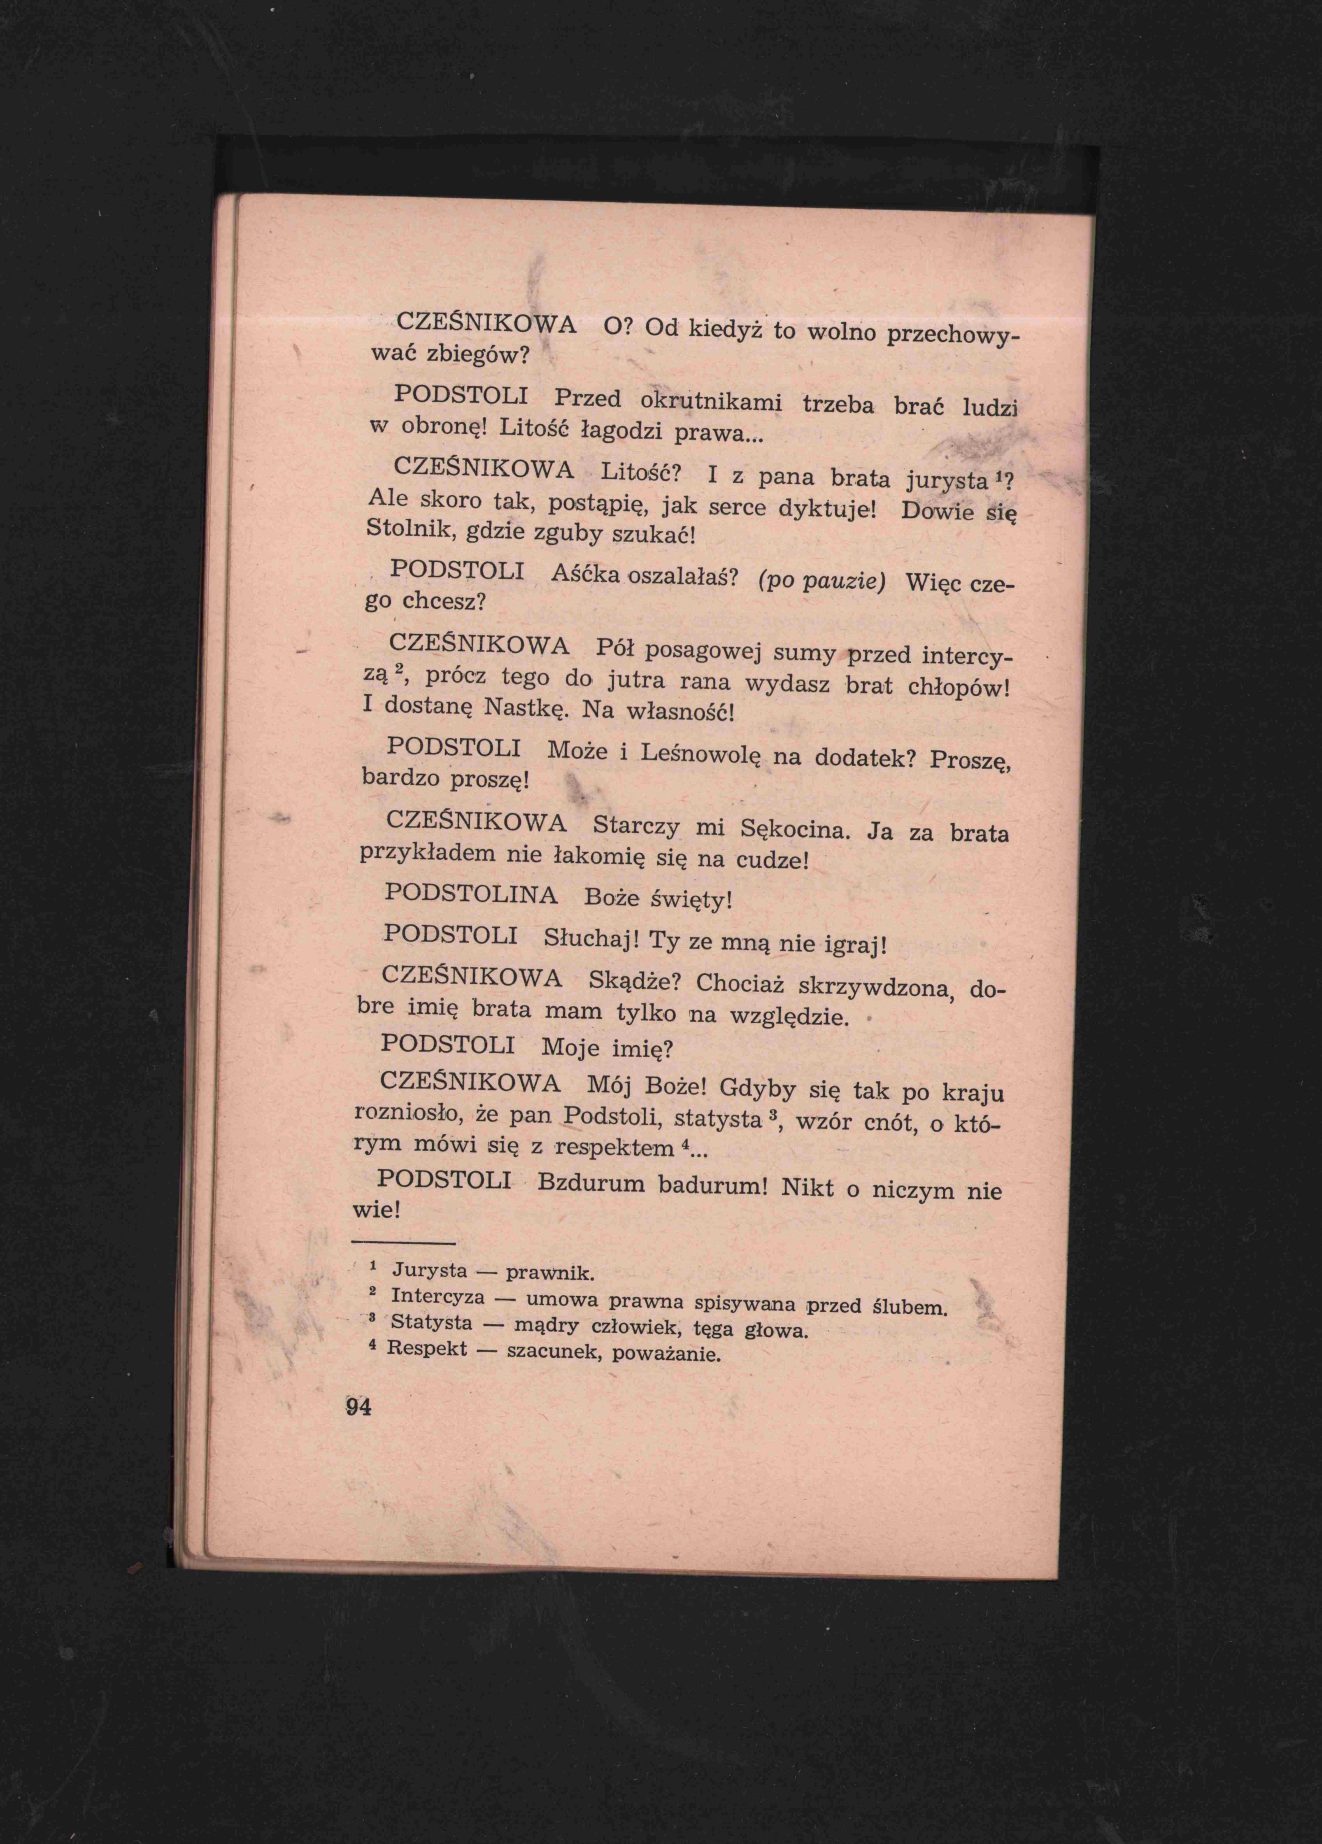 CZEŚNIKOWA O? Od kiedyż to wolno przechowy-
wać zbiegów?
PODSTOLI Przed okrutnikami trzeba brać ludzi
w obronę! Litość łagodzi prawa...
CZEŚNIKOWA Litość? I z pana brata jurysta ¹?
Ale skoro tak, postąpię, jak serce dyktuje! Dowie się
Stolnik, gdzie zguby szukać!
PODSTOLI Aśćka oszalałaś? (po pauzie) Więc cze-
go chcesz?
CZEŚNIKOWA Pół posagowej sumy przed intercy-
zą ², prócz tego do jutra rana wydasz brat chłopów!
I dostanę Nastkę. Na własność!
PODSTOLI Może i Leśnowolę na dodatek? Proszę,
bardzo proszę!
CZEŚNIKOWA Starczy mi Sękocina. Ja za brata
przykładem nie łakomię się na cudze!
PODSTOLINA Boże święty!
PODSTOLI Słuchaj! Ty ze mną nie igraj!
CZEŚNIKOWA Skądże? Chociaż skrzywdzona, do-
bre imię brata mam tylko na względzie.
PODSTOLI Moje imię?
CZEŚNIKOWA Mój Boże! Gdyby się tak po kraju
rozniosło, że pan Podstoli, statysta ³, wzór cnót, o któ-
rym mówi się z respektem ⁴...
PODSTOLI Bzdurum badurum! Nikt o niczym nie
wie!
¹ Jurysta — prawnik.
² Intercyza — umowa prawna spisywana przed ślubem.
³ Statysta — mądry człowiek, tęga głowa.
⁴ Respekt — szacunek, poważanie.
94